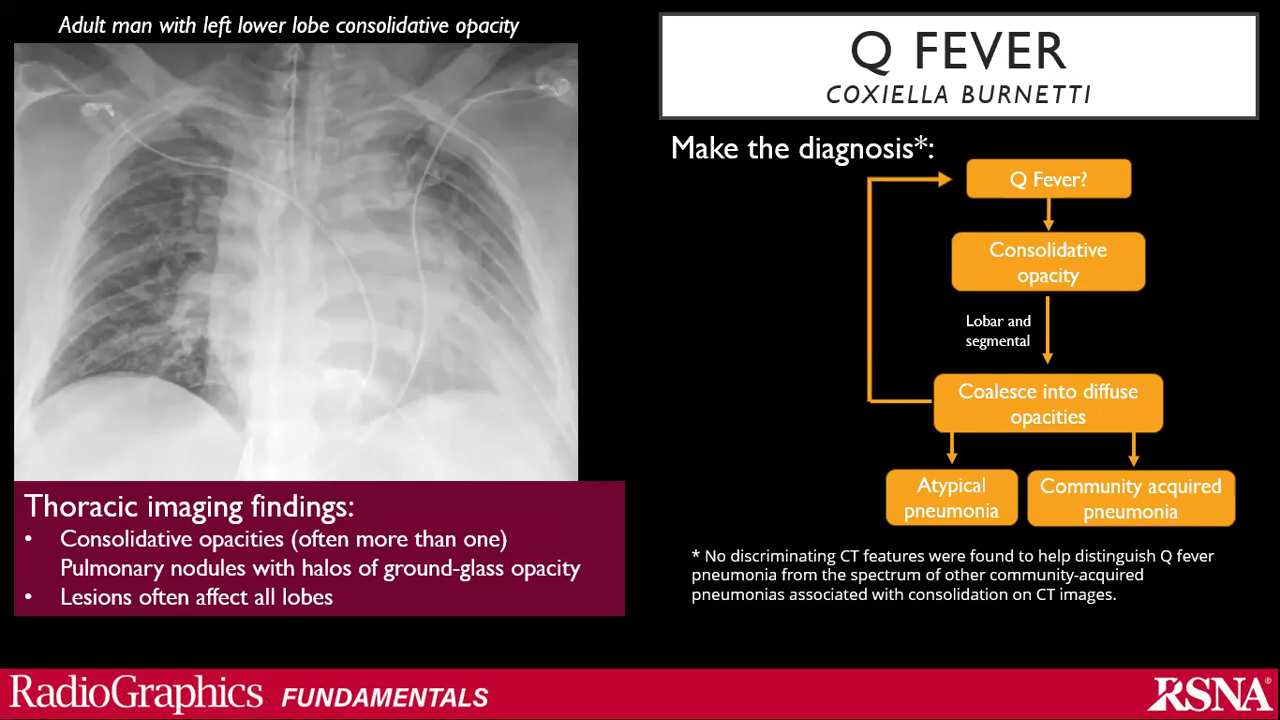 Adult man with left lower lobe consolidative opacity
Q FEVER
COXIELLA BURNETTI
Make the diagnosis*:
Q Fever?
Consolidative
opacity
Lobar and
segmental
Coalesce into diffuse
opacities
Atypical
pneumonia
Community acquired
pneumonia
* No discriminating CT features were found to help distinguish Q fever
pneumonia from the spectrum of other community-acquired
pneumonias associated with consolidation on CT images.
Thoracic imaging findings:
• Consolidative opacities (often more than one)
Pulmonary nodules with halos of ground-glass opacity
• Lesions often affect all lobes
RadioGraphics FUNDAMENTALS
RSNA®